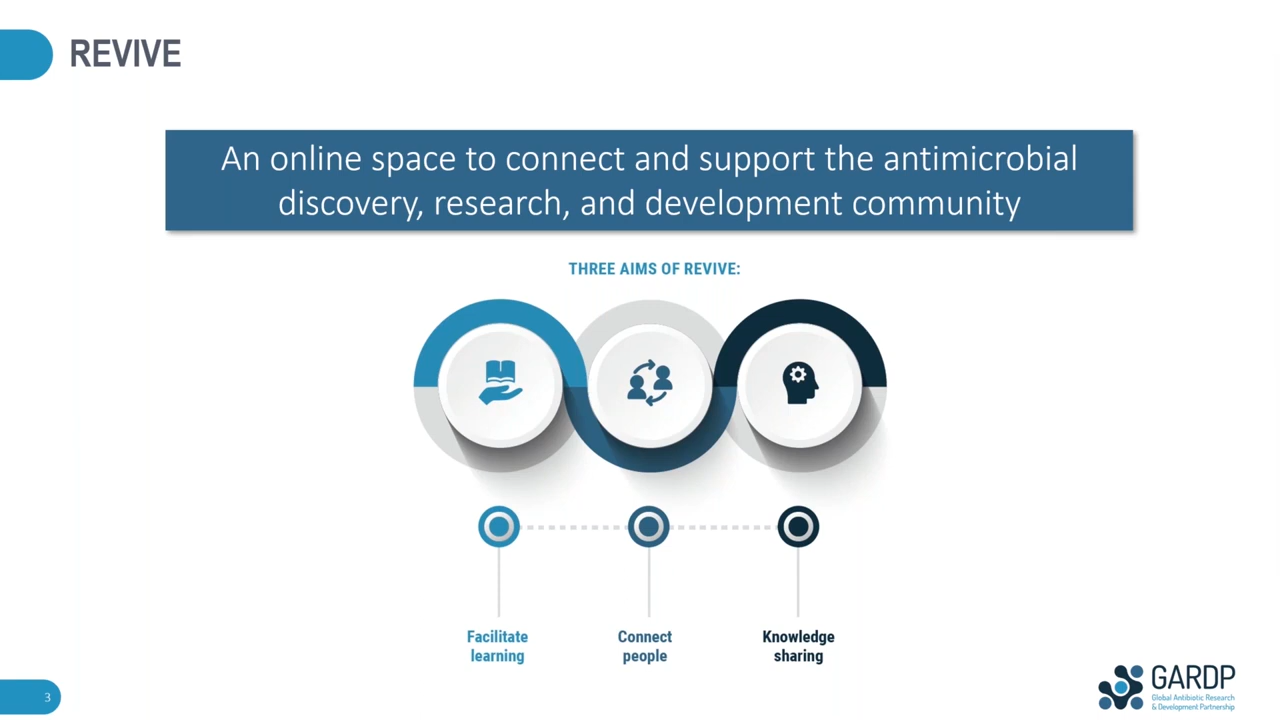 REVIVE
An online space to connect and support the antimicrobial
discovery, research, and development community
THREE AIMS OF REVIVE:
Facilitate
learning
Connect
people
Knowledge
sharing
3
GARDP
Global Antibiotic Research
& Development Partnership